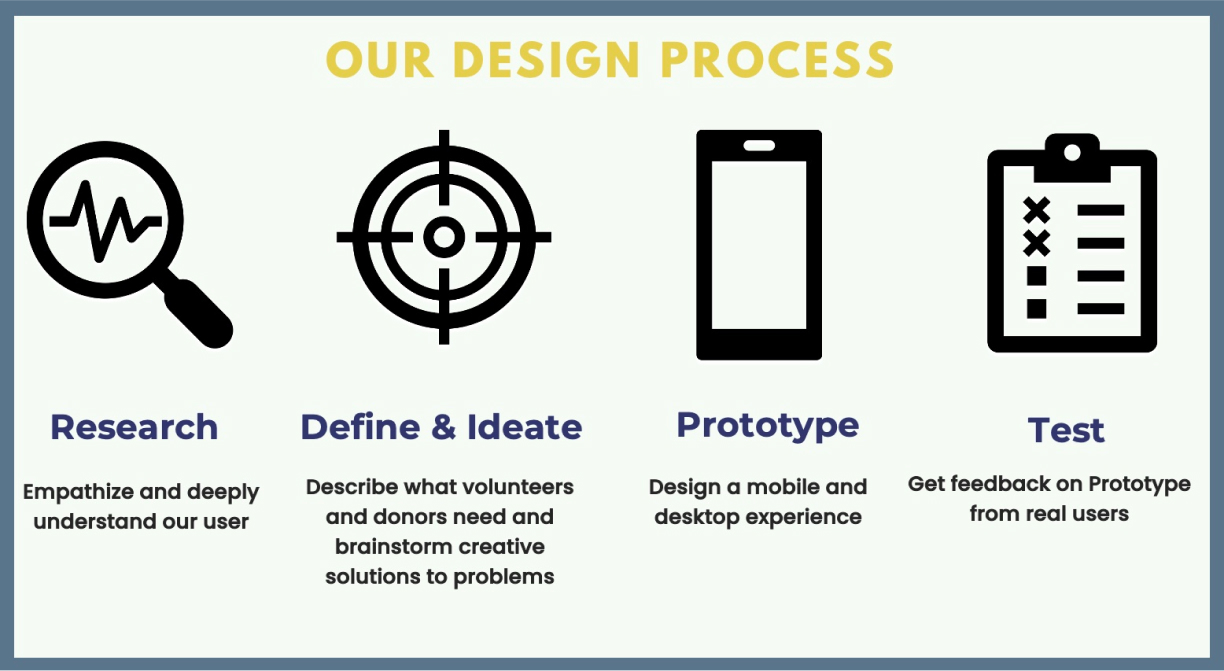 OUR DESIGN PROCESS
Research
Empathize and deeply
understand our user
Define & Ideate
Describe what volunteers
and donors need and
brainstorm creative
solutions to problems
Prototype
Design a mobile and
desktop experience
Test
Get feedback on Prototype
from real users